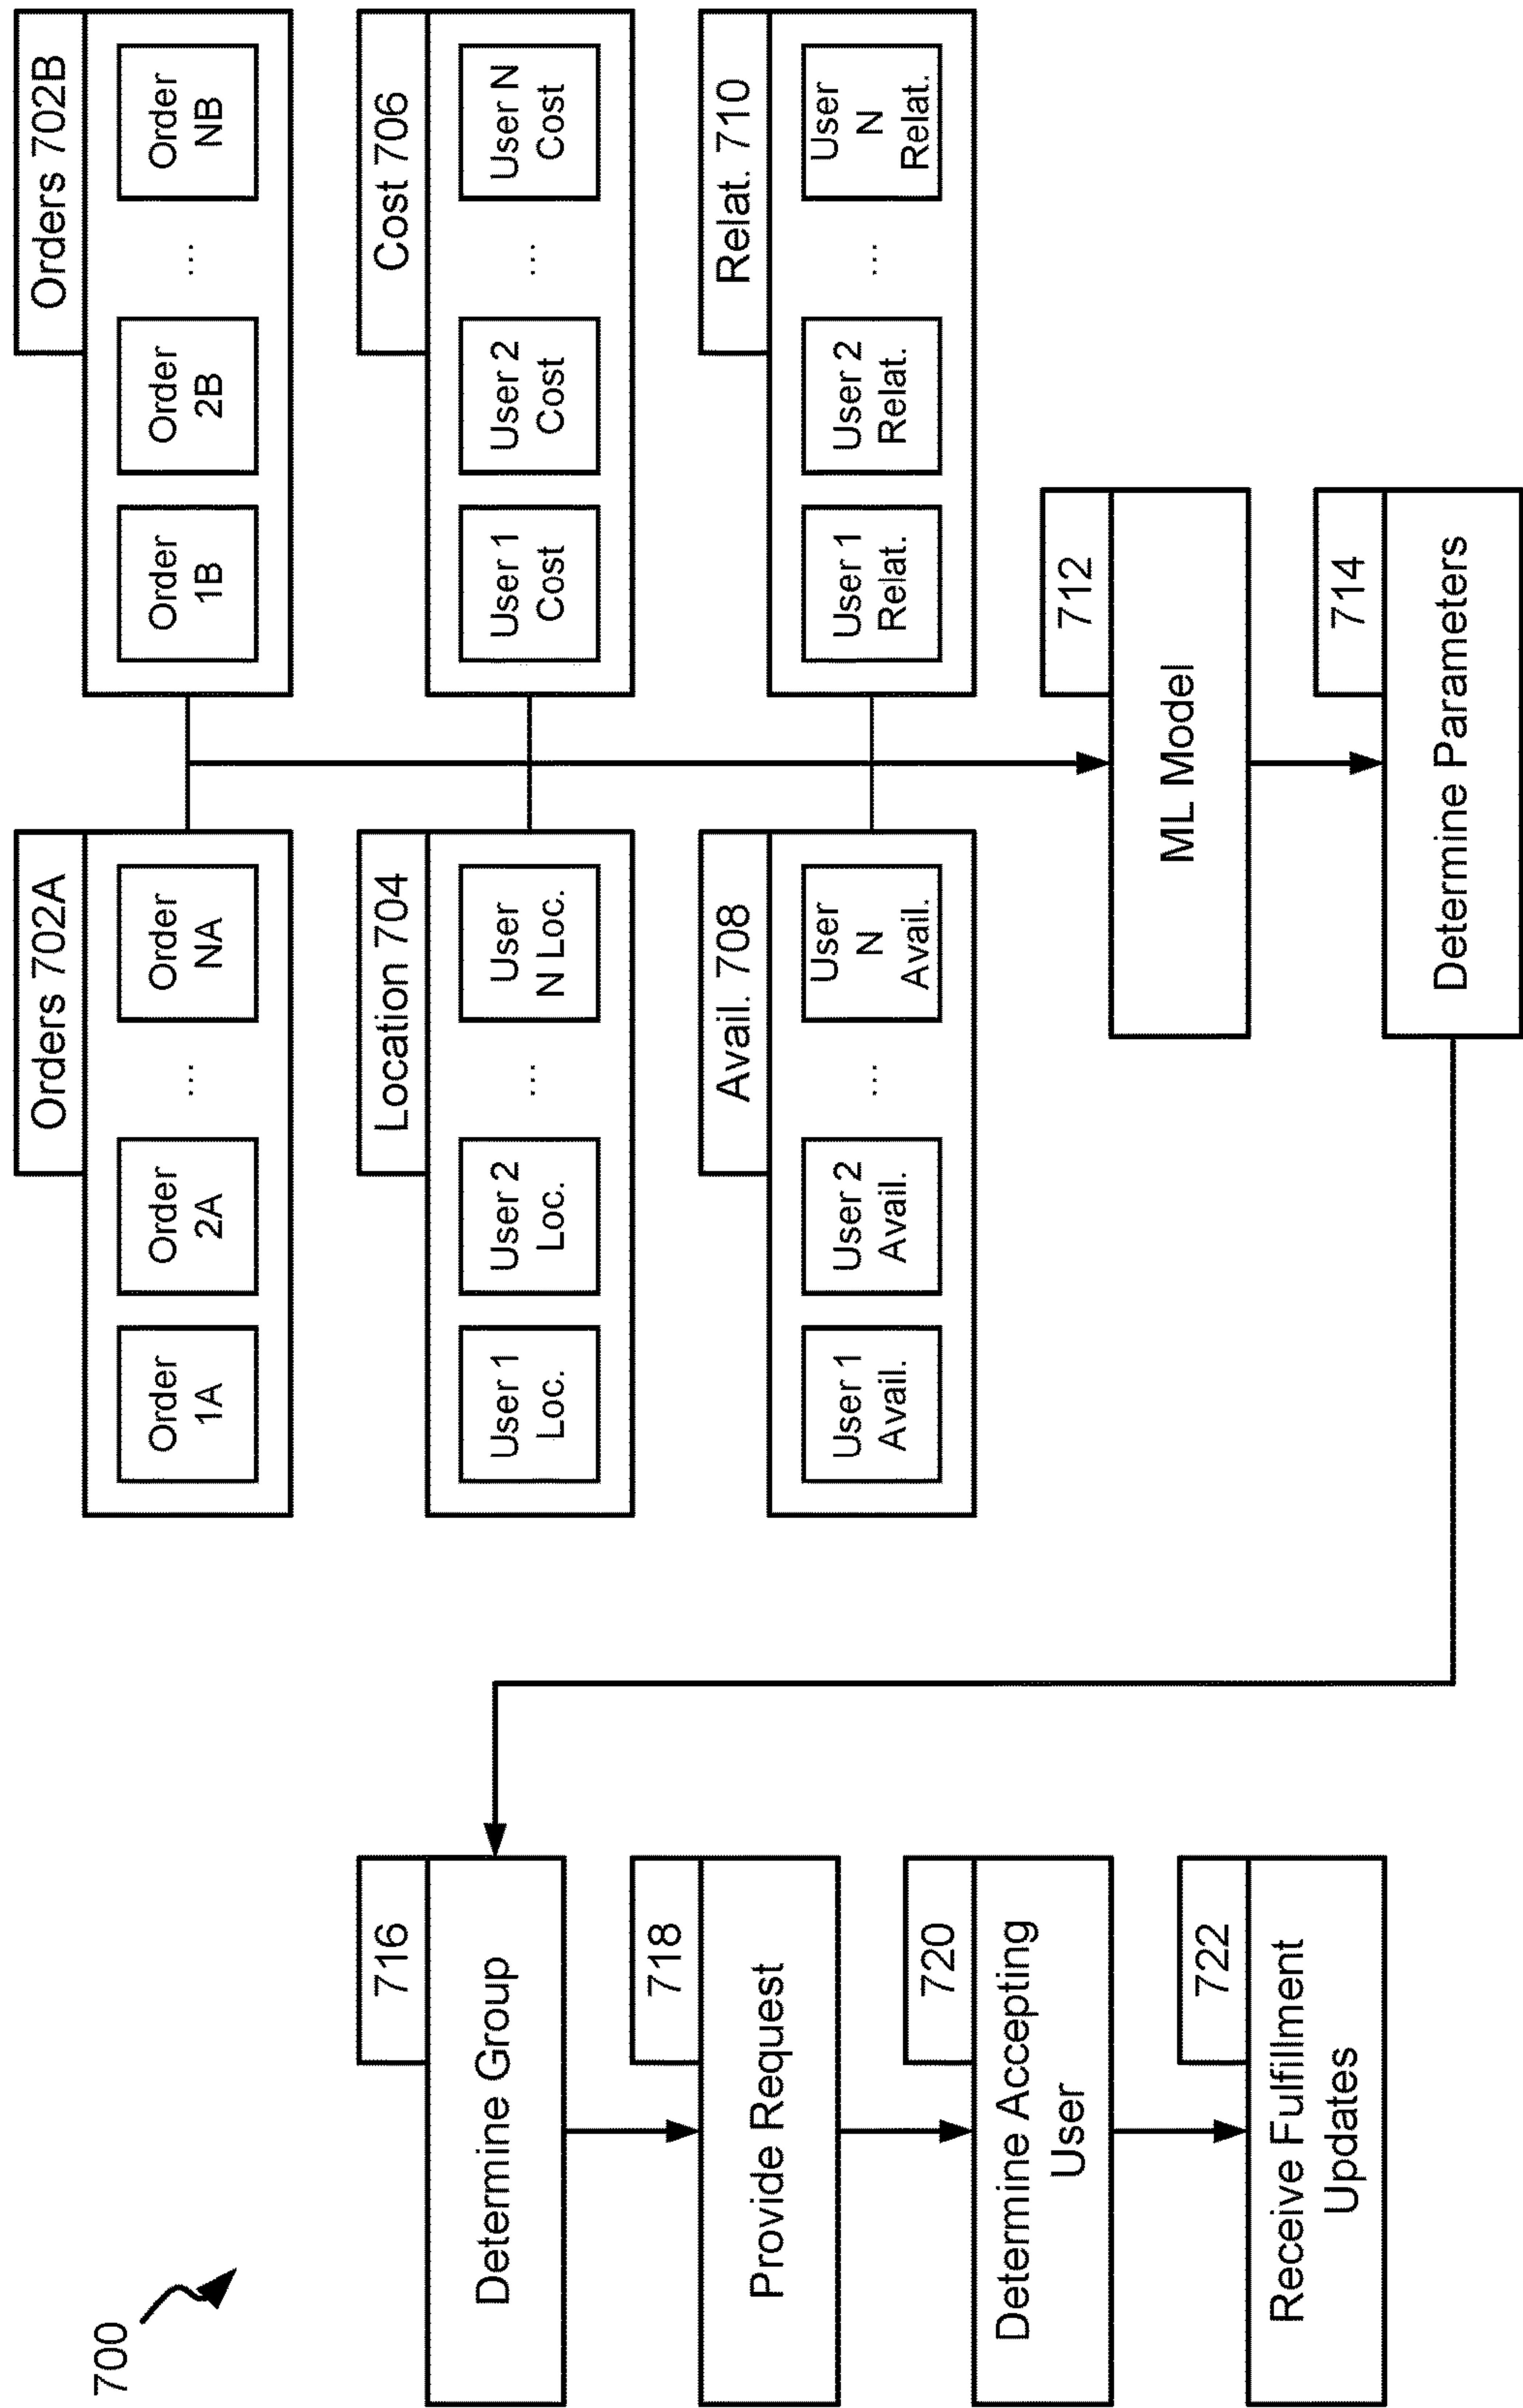 700
Orders 702A
Order
1A
Order
2A
...
Order
NA
Orders 702B
Order
1B
Order
2B
...
Order
NB
Location 704
User 1
Loc.
User 2
Loc.
...
User
N Loc.
Cost 706
User 1
Cost
User 2
Cost
...
User N
Cost
Avail. 708
User 1
Avail.
User 2
Avail.
...
User
N
Avail.
Relat. 710
User 1
Relat.
User 2
Relat.
...
User
N
Relat.
712
ML Model
714
Determine Parameters
716
Determine Group
718
Provide Request
720
Determine Accepting
User
722
Receive Fulfillment
Updates